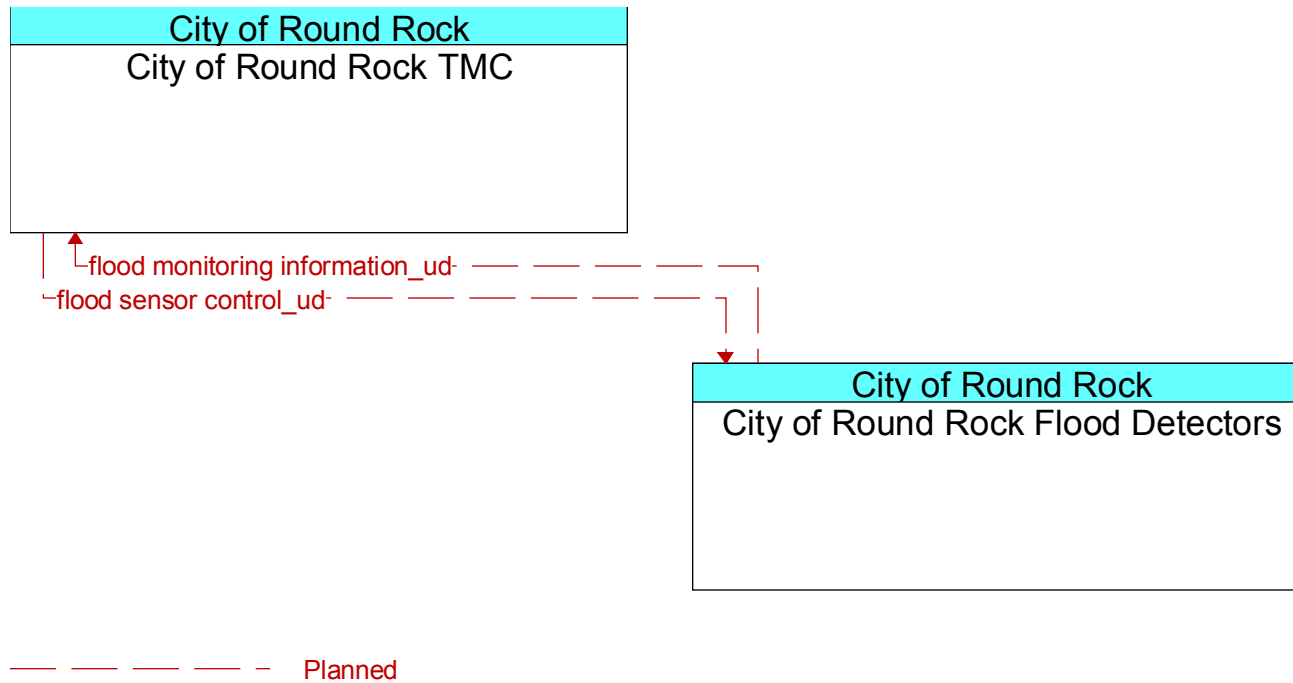 City of Round Rock
City of Round Rock TMC
flood monitoring information_ud
flood sensor control_ud
City of Round Rock
City of Round Rock Flood Detectors
Planned